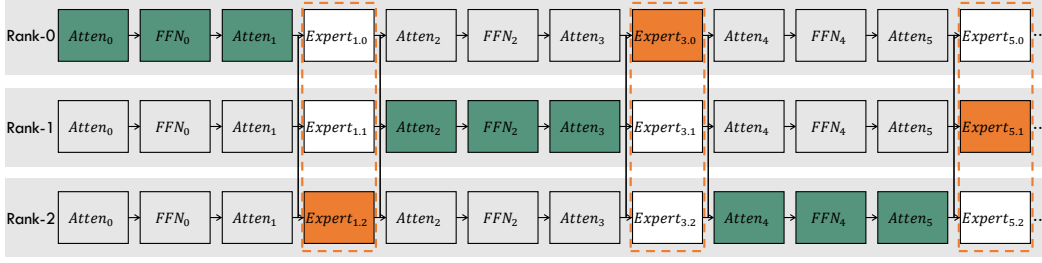 Rank-0 Atten₀ FFN₀ Atten₁ Expert₁.₀ Atten₂ FFN₂ Atten₃ Expert₃.₀ Atten₄ FFN₄ Atten₅ Expert₅.₀ ...
Rank-1 Atten₀ FFN₀ Atten₁ Expert₁.₁ Atten₂ FFN₂ Atten₃ Expert₃.₁ Atten₄ FFN₄ Atten₅ Expert₅.₁ ...
Rank-2 Atten₀ FFN₀ Atten₁ Expert₁.₂ Atten₂ FFN₂ Atten₃ Expert₃.₂ Atten₄ FFN₄ Atten₅ Expert₅.₂ ...